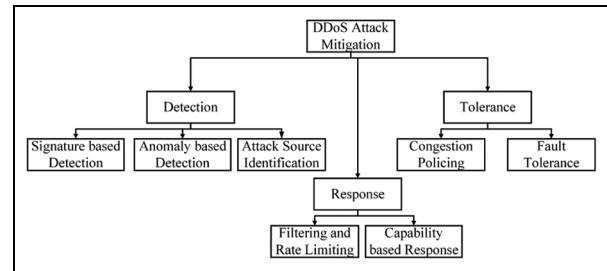 DDoS Attack
Mitigation
Detection
Tolerance
Signature based
Detection
Anomaly based
Detection
Attack Source
Identification
Congestion
Policing
Fault
Tolerance
Response
Filtering and
Rate Limiting
Capability
based Response